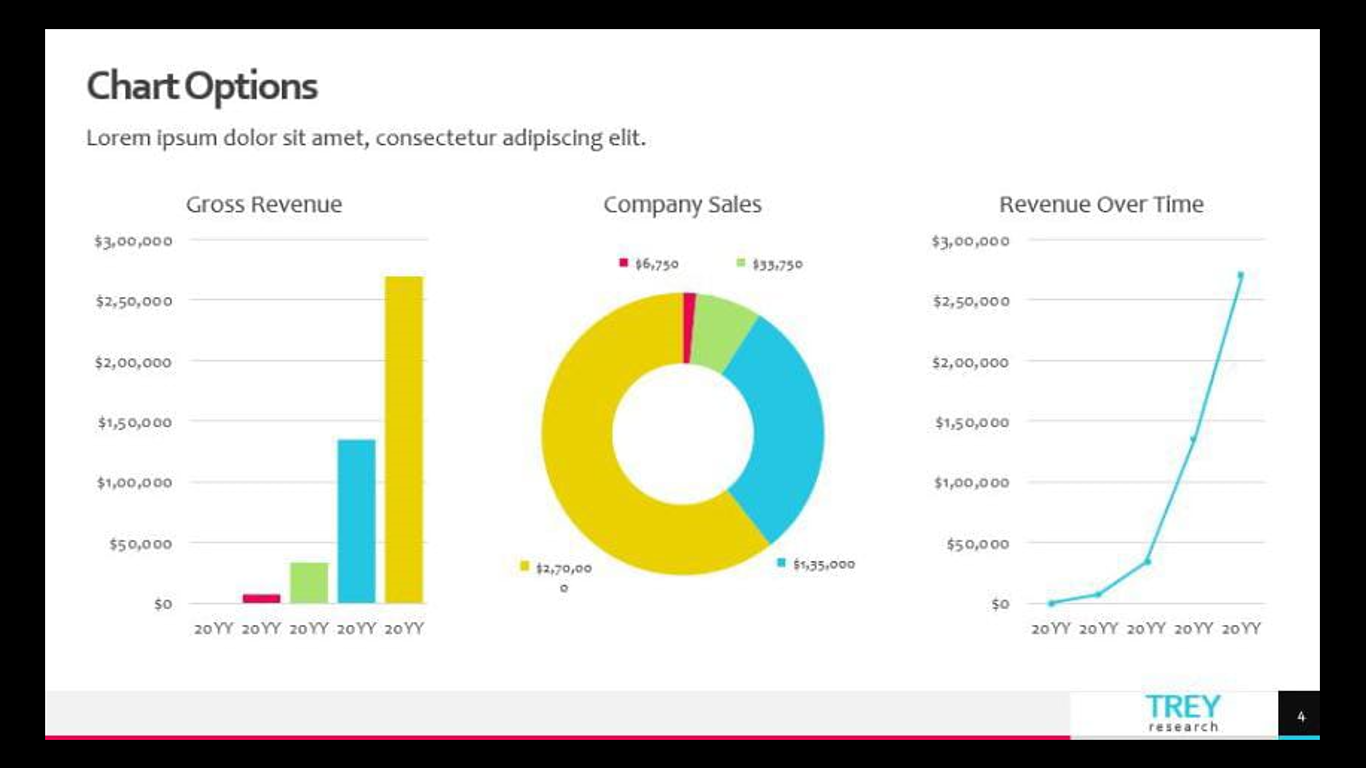 Chart Options
Lorem ipsum dolor sit amet, consectetur adipiscing elit.
Gross Revenue
$3,00,000
$2,50,000
$2,00,000
$1,50,000
$1,00,000
$50,000
$0
20YY 20YY 20YY 20YY 20YY
Company Sales
$6,750 $33,750
$2,70,00
0
$1,35,000
Revenue Over Time
$3,00,000
$2,50,000
$2,00,000
$1,50,000
$1,00,000
$50,000
$0
20YY 20YY 20YY 20YY 20YY
TREY
research
4